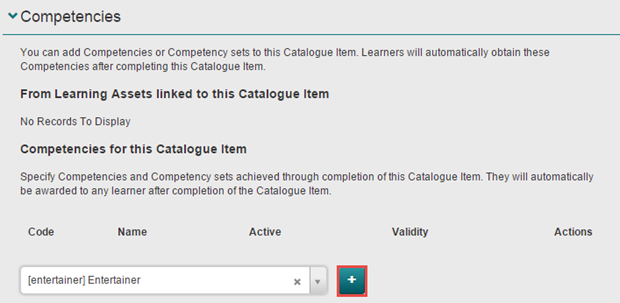 Competencies
You can add Competencies or Competency sets to this Catalogue Item. Learners will automatically obtain these
Competencies after completing this Catalogue Item.
From Learning Assets linked to this Catalogue Item
No Records To Display
Competencies for this Catalogue Item
Specify Competencies and Competency sets achieved through completion of this Catalogue Item. They will automatically
be awarded to any learner after completion of the Catalogue Item.
Code Name Active Validity Actions
[entertainer] Entertainer × +